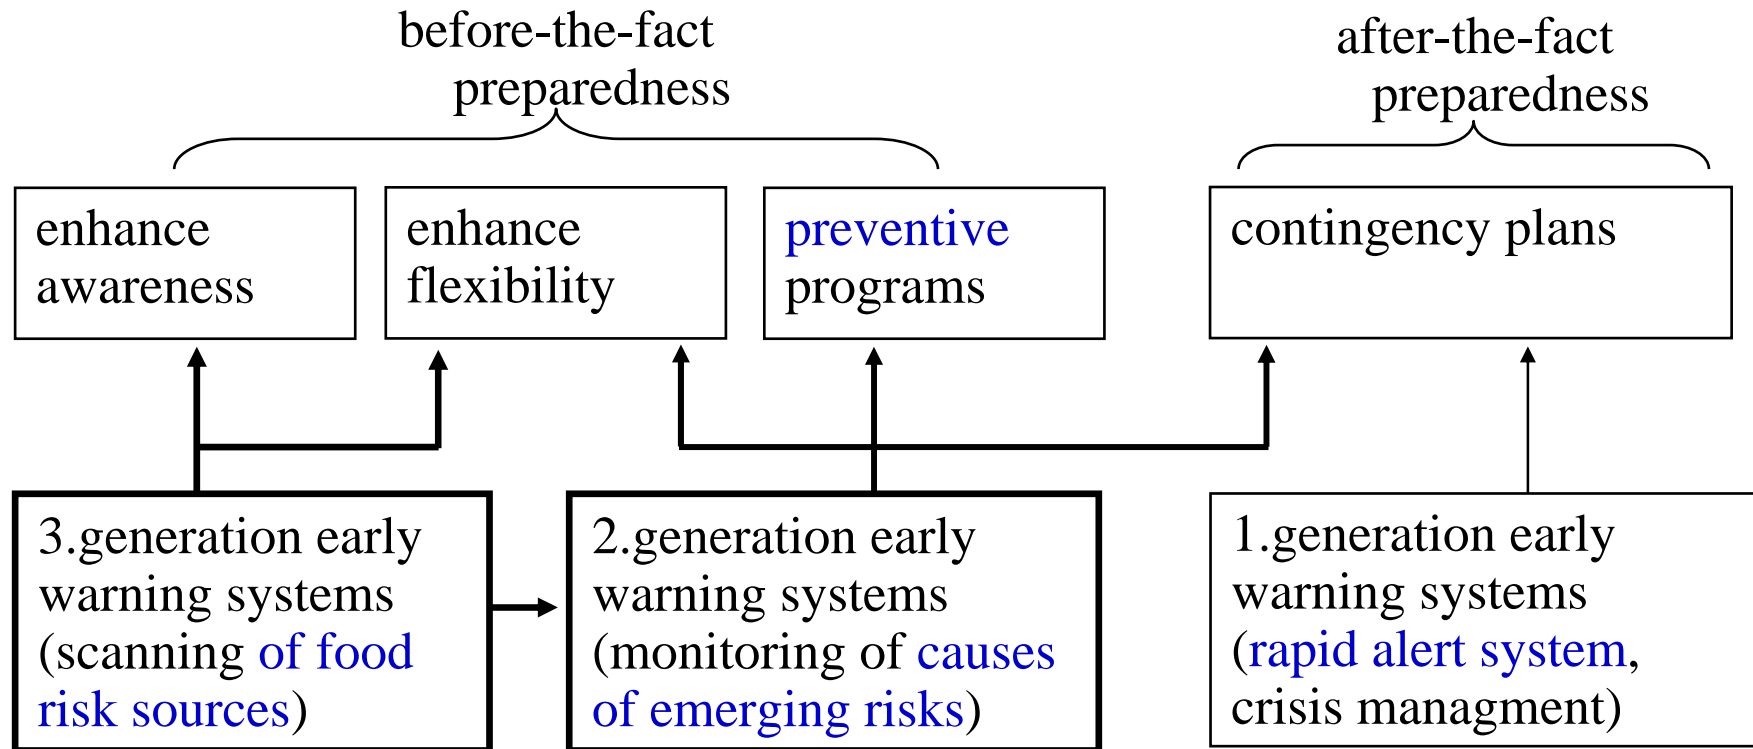 before-the-fact
preparedness
after-the-fact
preparedness
enhance
awareness
enhance
flexibility
preventive
programs
contingency plans
3.generation early
warning systems
(scanning of food
risk sources)
2.generation early
warning systems
(monitoring of causes
of emerging risks)
1.generation early
warning systems
(rapid alert system,
crisis managment)